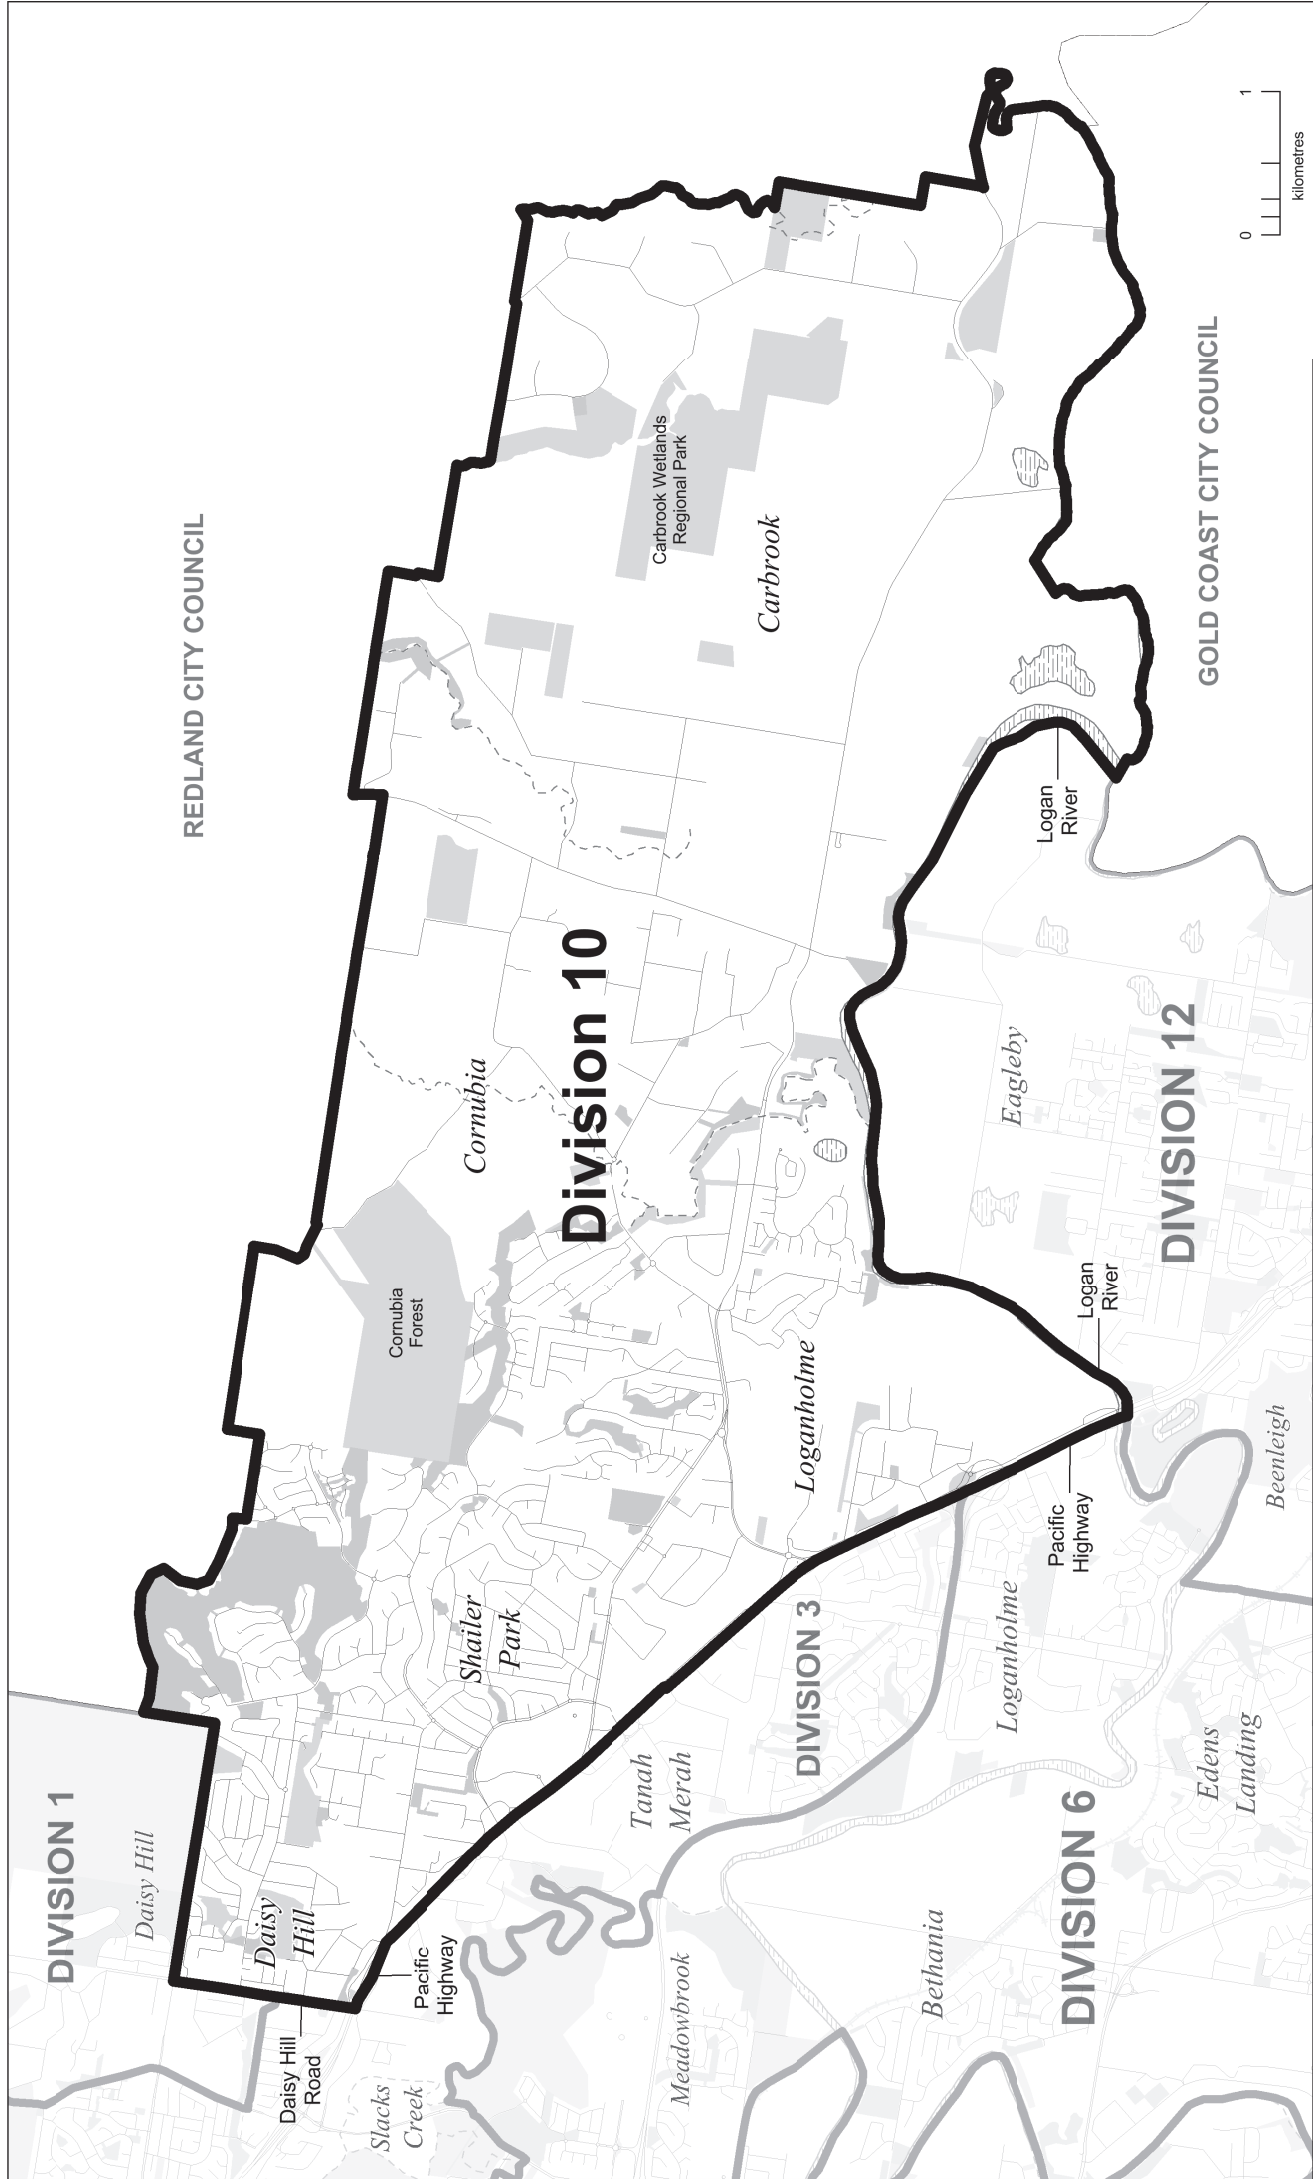 REDLAND CITY COUNCIL
DIVISION 1
Daisy Hill
Daisy
Hill
Daisy Hill
Road
Slacks
Creek
Pacific
Highway
Shailer
Park
Cornubia
Forest
Cornubia
Division 10
Carbrook Wetlands
Regional Park
Carbrook
Tanah
Merah
Meadowbrook
DIVISION 3
Loganholme
Loganholme
Bethania
DIVISION 6
Edens
Landing
Pacific
Highway
Logan
River
Beenleigh
Eagleby
DIVISION 12
Logan
River
GOLD COAST CITY COUNCIL
0 1
kilometres